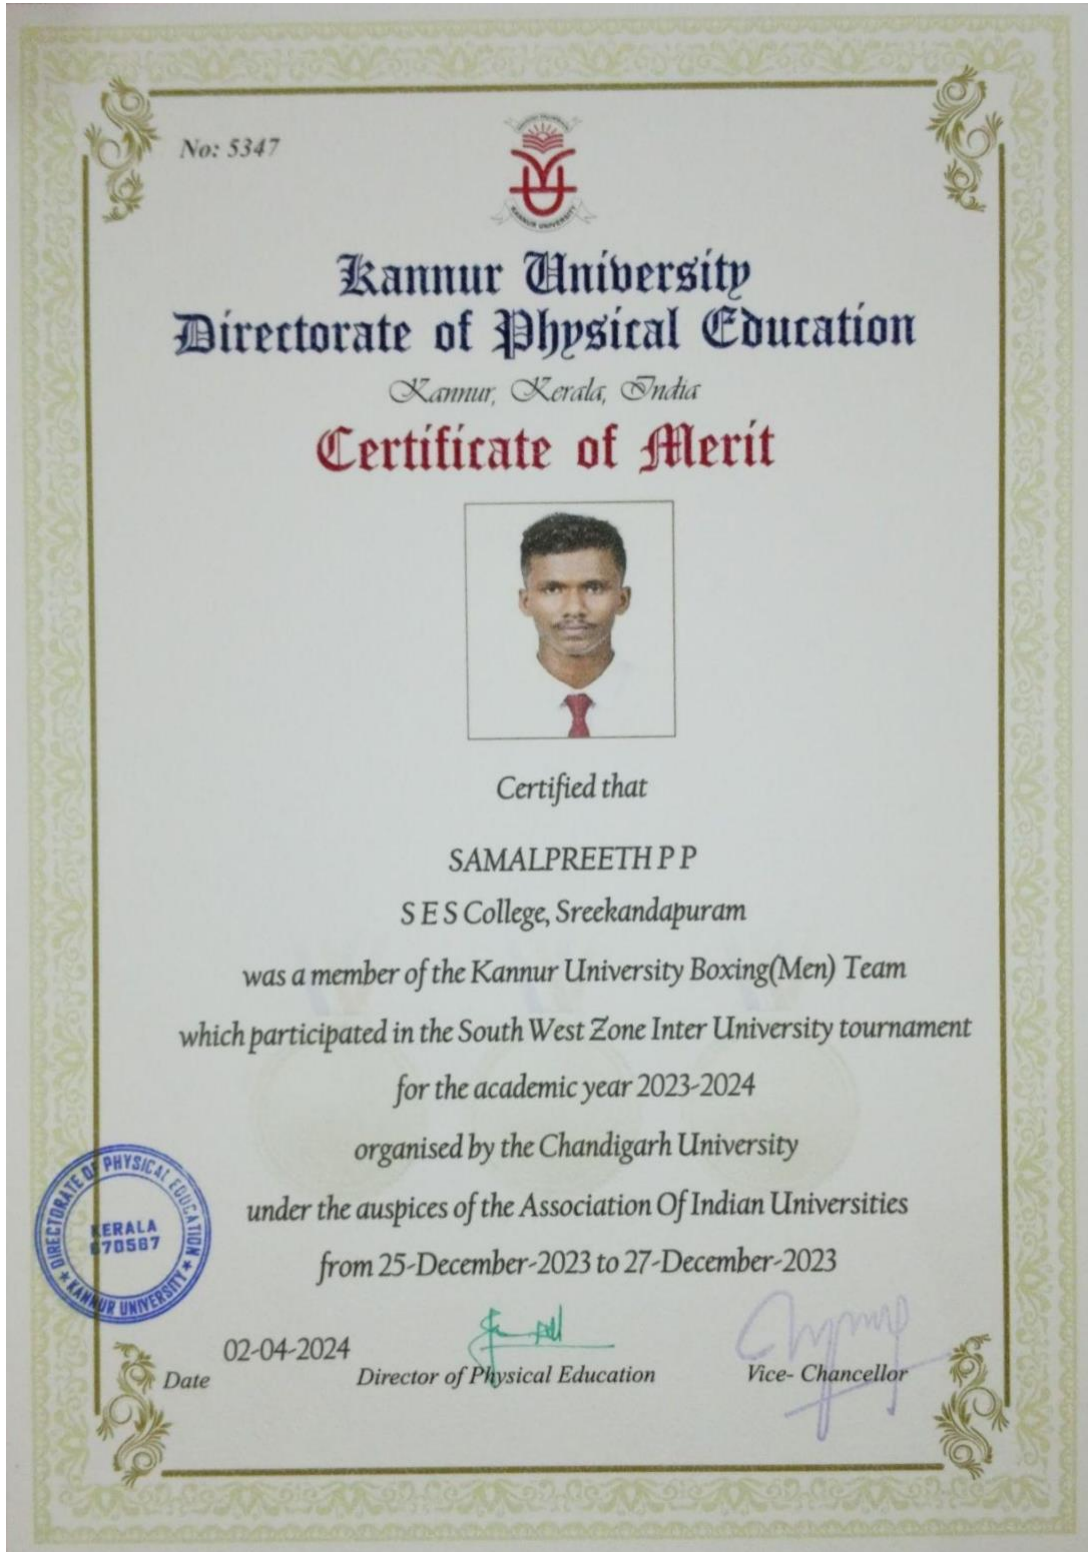 No: 5347
KANNUR UNIVERSITY
Kannur University
Directorate of Physical Education
Kannur, Kerala, India
Certificate of Merit
Certified that
SAMALPREETH P P
S E S College, Sreekandapuram
was a member of the Kannur University Boxing(Men) Team
which participated in the South West Zone Inter University tournament
for the academic year 2023-2024
organised by the Chandigarh University
under the auspices of the Association Of Indian Universities
from 25-December-2023 to 27-December-2023
DIRECTORATE OF PHYSICAL EDUCATION
KERALA
670567
KANNUR UNIVERSITY
02-04-2024
Date
Director of Physical Education
Vice- Chancellor